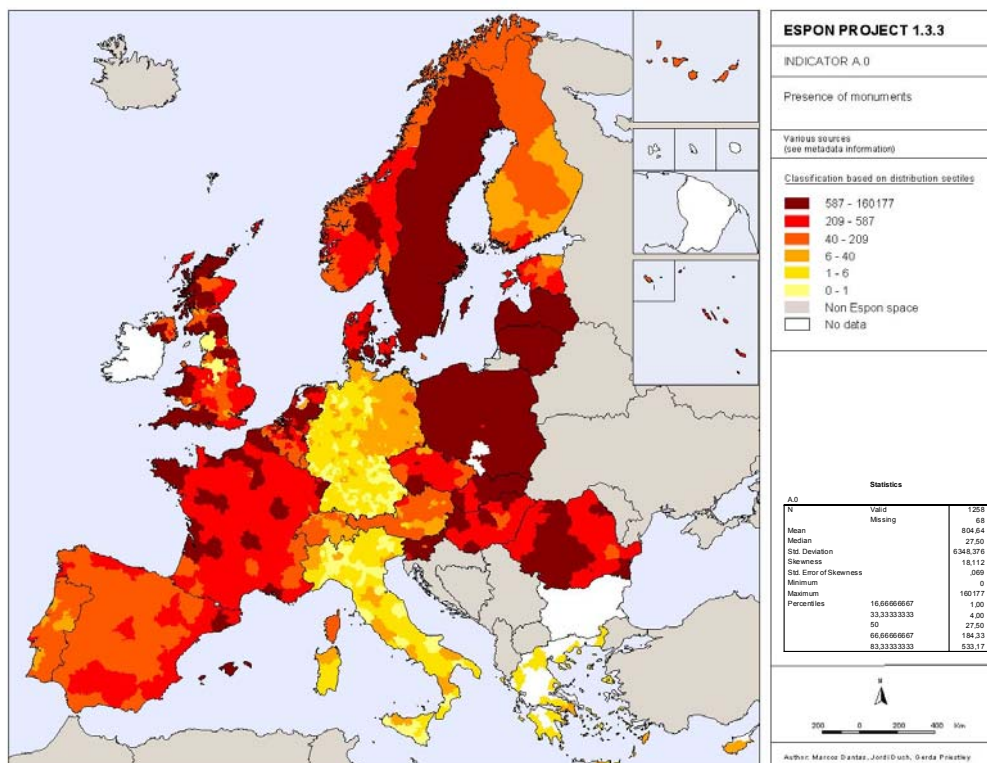 ESPON PROJECT 1.3.3
INDICATOR A.0
Presence of monuments
Various sources
(see metadata information)
Classification based on distribution sestiles
587 - 160177
209 - 587
40 - 209
6 - 40
1 - 6
0 - 1
Non Espon space
No data
Statistics
A.0
N Valid 1258
Missing 68
Mean 804,64
Median 27,50
Std. Deviation 6348,376
Skewness 18,112
Std. Error of Skewness ,069
Minimum 0
Maximum 160177
Percentiles 16,66666667 1,00
33,33333333 4,00
50 27,50
66,66666667 184,33
83,33333333 533,17
N
200 0 200 400 Km
Author: Marcos Dantas, Jordi Duch, Gerda Priestley